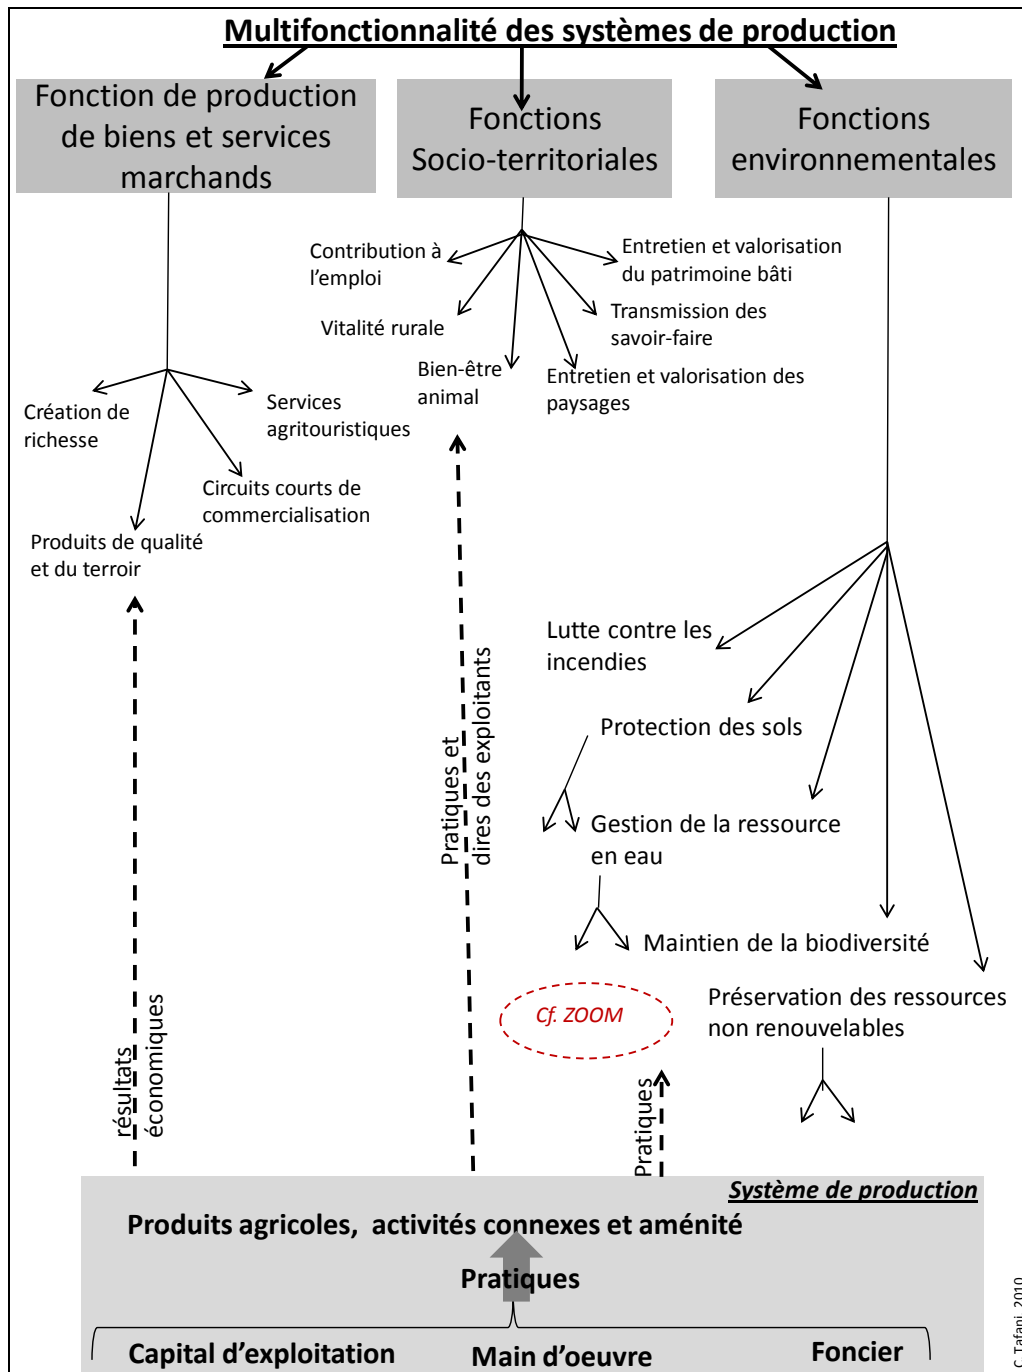 Multifonctionnalité des systèmes de production
Fonction de production
de biens et services
marchands
Fonctions
Socio-territoriales
Fonctions
environnementales
Contribution à
l'emploi
Vitalité rurale
Bien-être
animal
Entretien et valorisation des
paysages
Transmission des
savoir-faire
Entretien et valorisation
du patrimoine bâti
Création de
richesse
Produits de qualité
et du terroir
Circuits courts de
commercialisation
Services
agritouristiques
Lutte contre les
incendies
Protection des sols
Gestion de la ressource
en eau
Maintien de la biodiversité
Préservation des ressources
non renouvelables
Cf. ZOOM
résultats
économiques
Pratiques et
dires des exploitants
Pratiques
Système de production
Produits agricoles, activités connexes et aménité
Pratiques
Capital d'exploitation
Main d'oeuvre
Foncier
C. Tafani, 2010